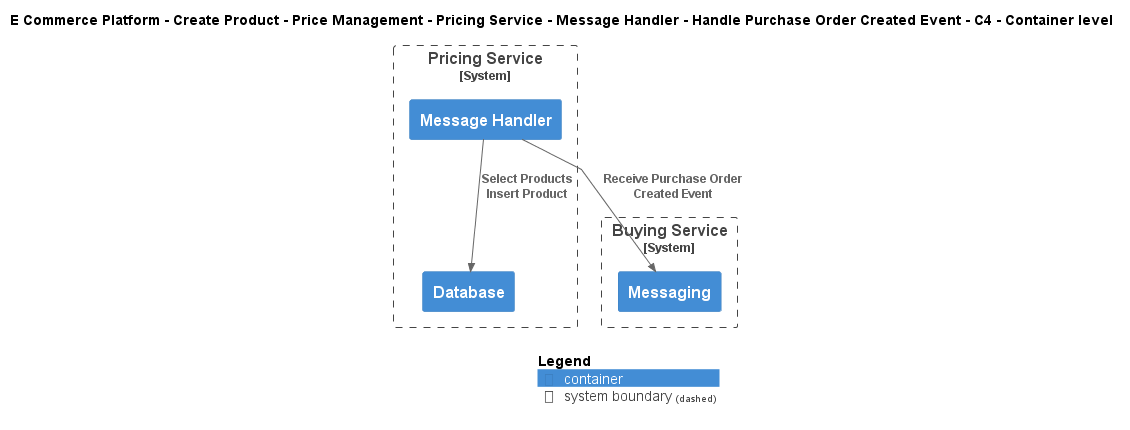 E Commerce Platform - Create Product - Price Management - Pricing Service - Message Handler - Handle Purchase Order Created Event - C4 - Container level
Pricing Service
[System]
Message Handler
Select Products
Insert Product
Receive Purchase Order
Created Event
Buying Service
[System]
Database
Messaging
Legend
container
system boundary (dashed)